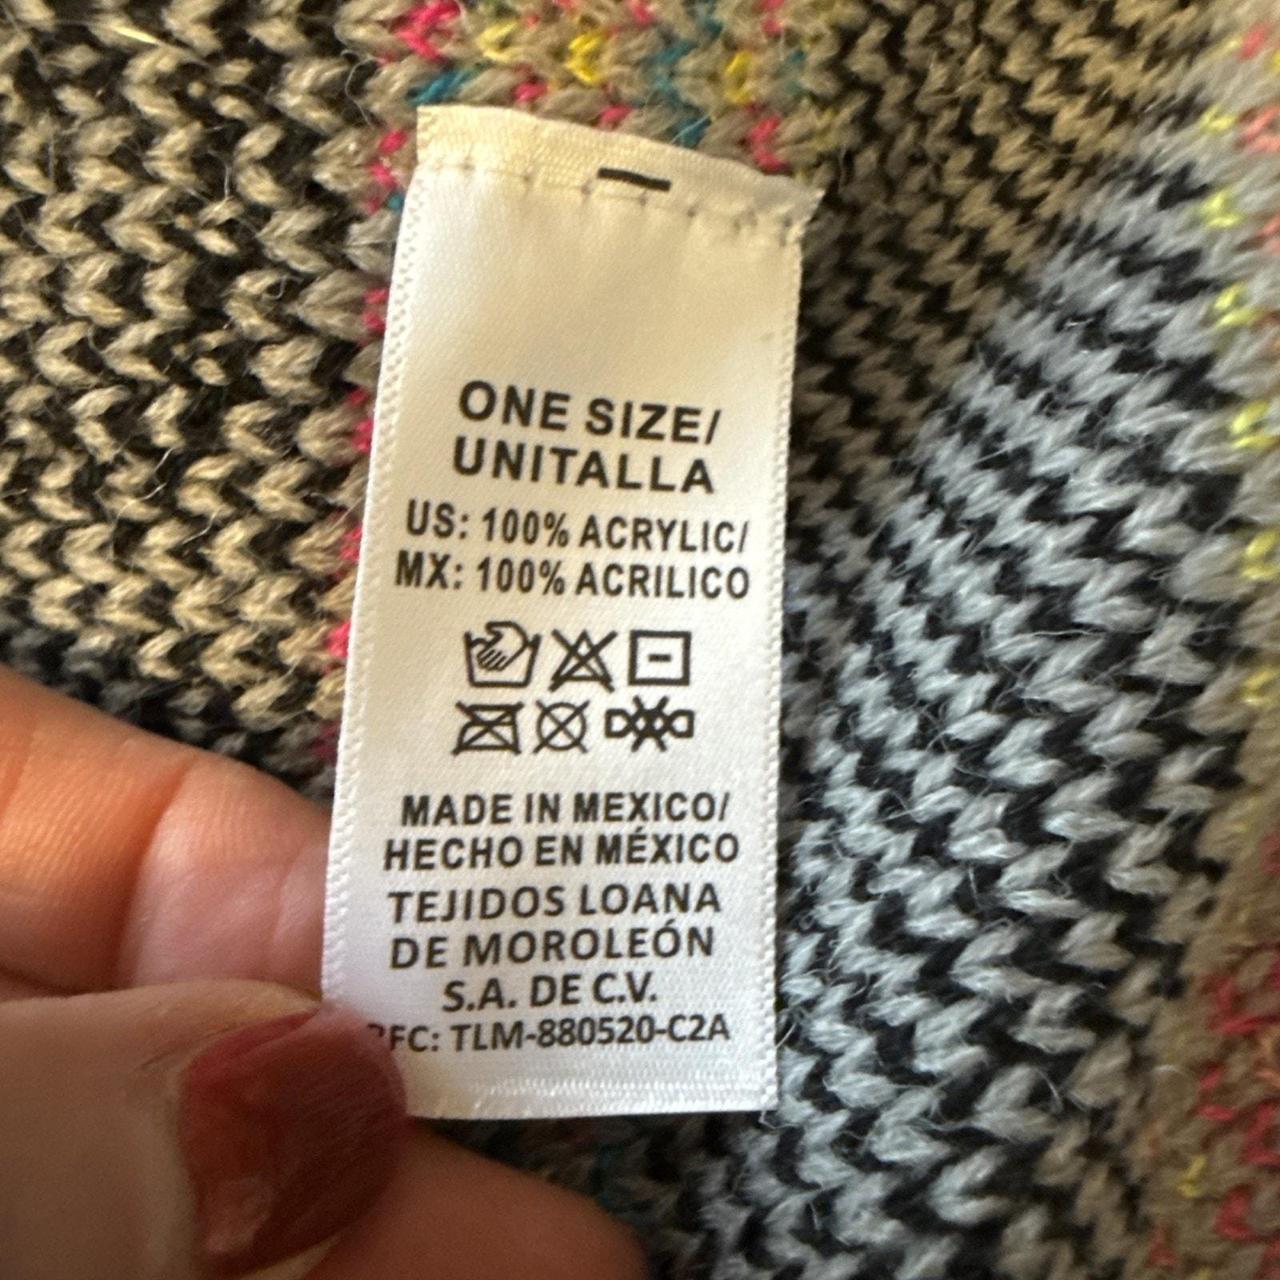 ONE SIZE/
UNITALLA
US: 100% ACRYLIC/
MX: 100% ACRILICO
MADE IN MEXICO/
HECHO EN MÉXICO
TEJIDOS LOANA
DE MOROLEÓN
S.A. DE C.V.
RFC: TLM-880520-C2A